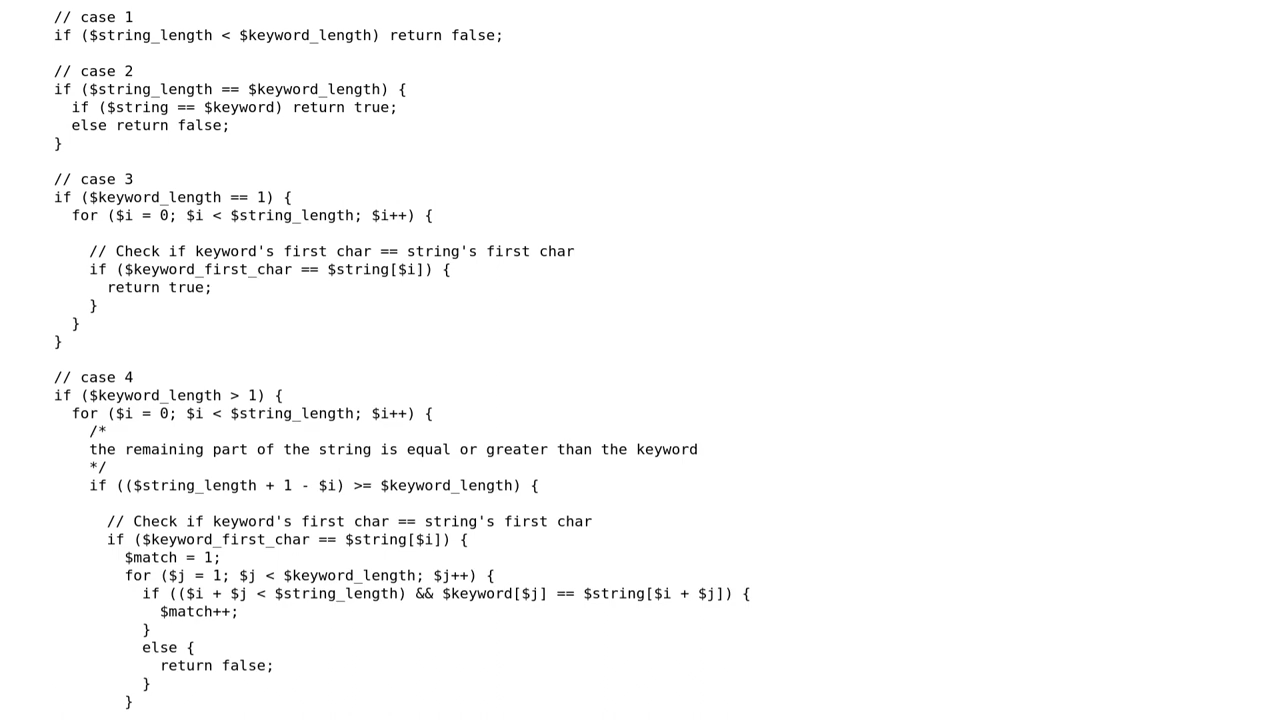 // case 1
if ($string_length < $keyword_length) return false;
// case 2
if ($string_length == $keyword_length) {
if ($string == $keyword) return true;
else return false;
}
// case 3
if ($keyword_length == 1) {
for ($i = 0; $i < $string_length; $i++) {
// Check if keyword's first char == string's first char
if ($keyword_first_char == $string[$i]) {
return true;
}
}
}
// case 4
if ($keyword_length > 1) {
for ($i = 0; $i < $string_length; $i++) {
/*
the remaining part of the string is equal or greater than the keyword
*/
if (($string_length + 1 - $i) >= $keyword_length) {
// Check if keyword's first char == string's first char
if ($keyword_first_char == $string[$i]) {
$match = 1;
for ($j = 1; $j < $keyword_length; $j++) {
if (($i + $j < $string_length) && $keyword[$j] == $string[$i + $j]) {
$match++;
}
else {
return false;
}
}